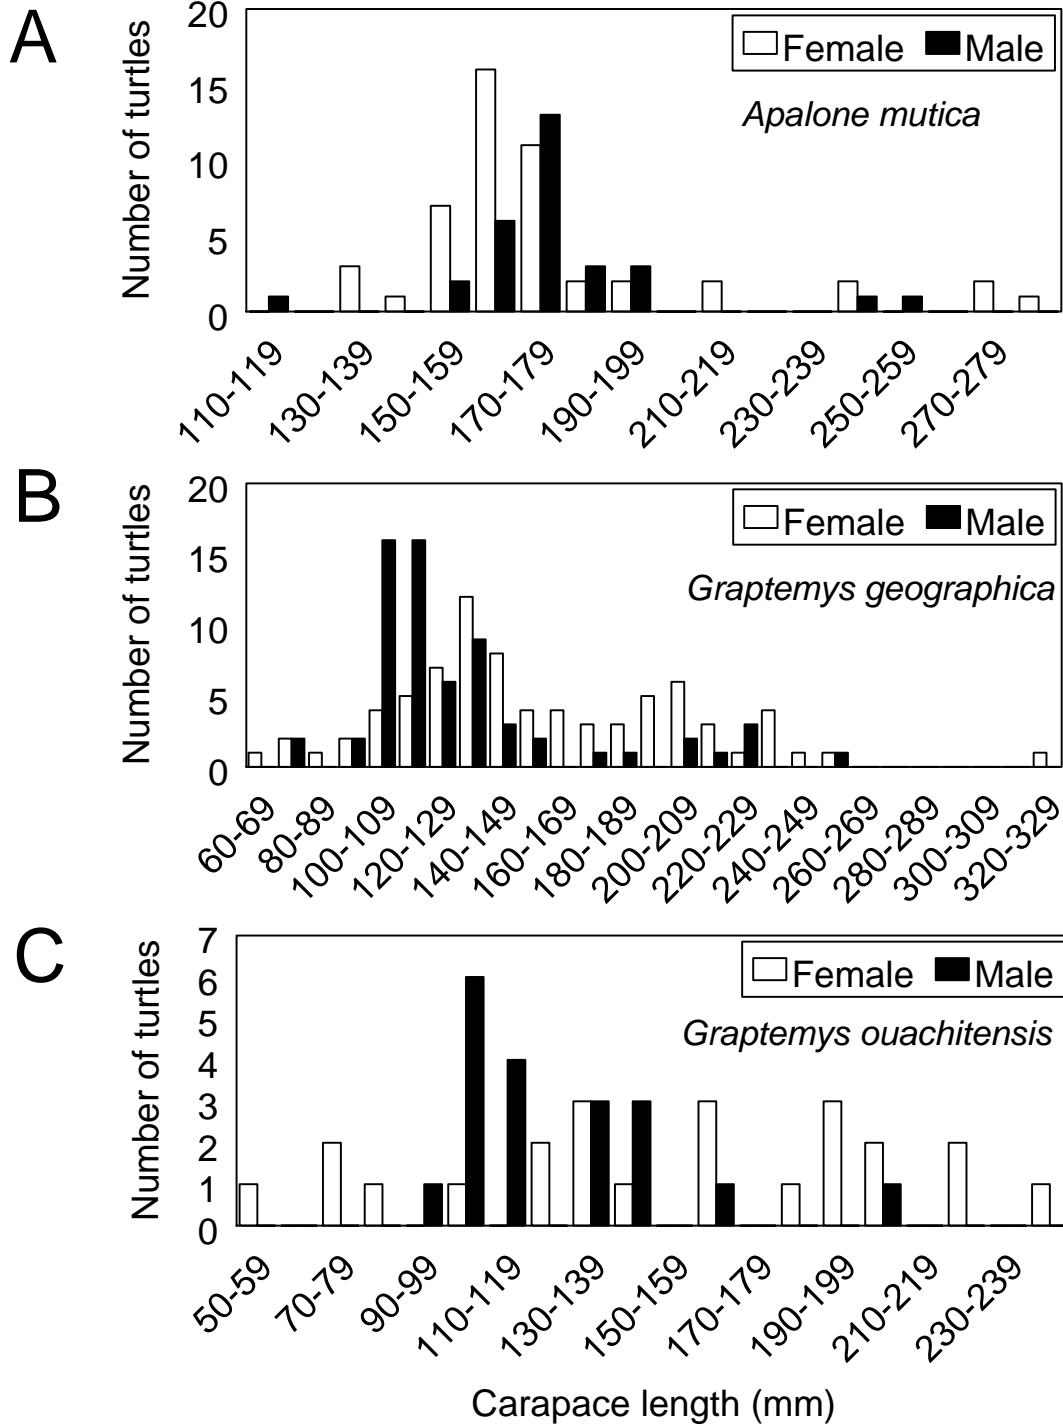 A
Number of turtles
20
15
10
5
0
Female Male
Apalone mutica
110-119 130-139 150-159 170-179 190-199 210-219 230-239 250-259 270-279
B
Number of turtles
20
15
10
5
0
Female Male
Graptemys geographica
60-69 80-89 100-109 120-129 140-149 160-169 180-189 200-209 220-229 240-249 260-269 280-289 300-309 320-329
C
Number of turtles
7
6
5
4
3
2
1
0
Female Male
Graptemys ouachitensis
50-59 70-79 90-99 110-119 130-139 150-159 170-179 190-199 210-219 230-239
Carapace length (mm)